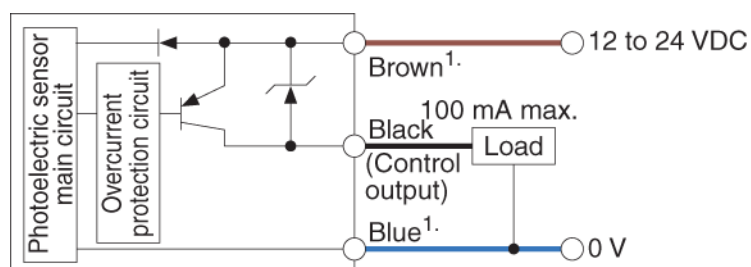 Photoelectric sensor
main circuit
Overcurrent
protection circuit
Brown1.
12 to 24 VDC
100 mA max.
Black
(Control
output)
Load
Blue1.
0 V